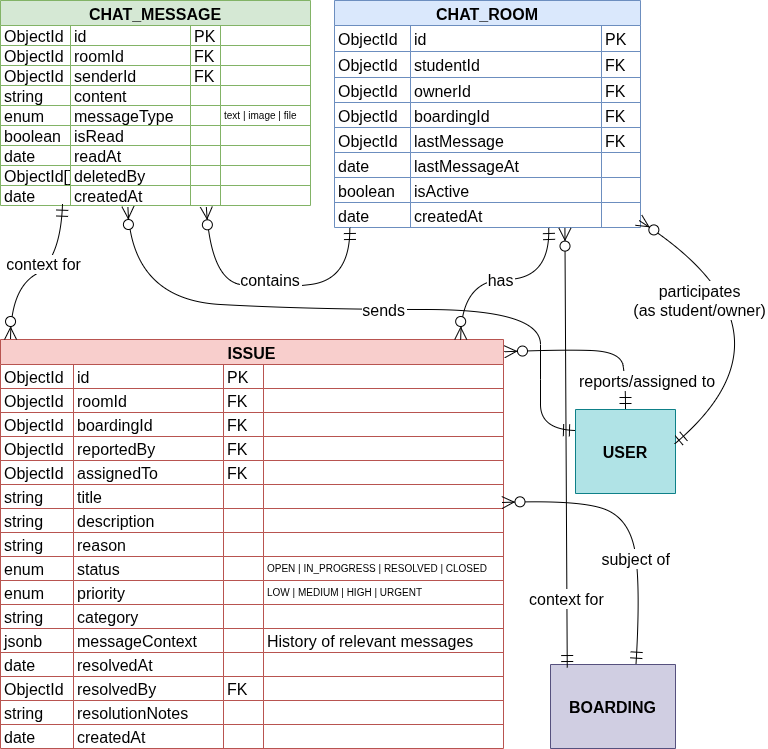 CHAT_MESSAGE
ObjectId id PK
ObjectId roomId FK
ObjectId senderId FK
string content
enum messageType text | image | file
boolean isRead
date readAt
ObjectId[] deletedBy
date createdAt
CHAT_ROOM
ObjectId id PK
ObjectId studentId FK
ObjectId ownerId FK
ObjectId boardingId FK
ObjectId lastMessage FK
date lastMessageAt
boolean isActive
date createdAt
context for
contains
has
sends
participates
(as student/owner)
reports/assigned to
ISSUE
ObjectId id PK
ObjectId roomId FK
ObjectId boardingId FK
ObjectId reportedBy FK
ObjectId assignedTo FK
string title
string description
string reason
enum status OPEN | IN_PROGRESS | RESOLVED | CLOSED
enum priority LOW | MEDIUM | HIGH | URGENT
string category
jsonb messageContext History of relevant messages
date resolvedAt
ObjectId resolvedBy FK
string resolutionNotes
date createdAt
USER
subject of
context for
BOARDING